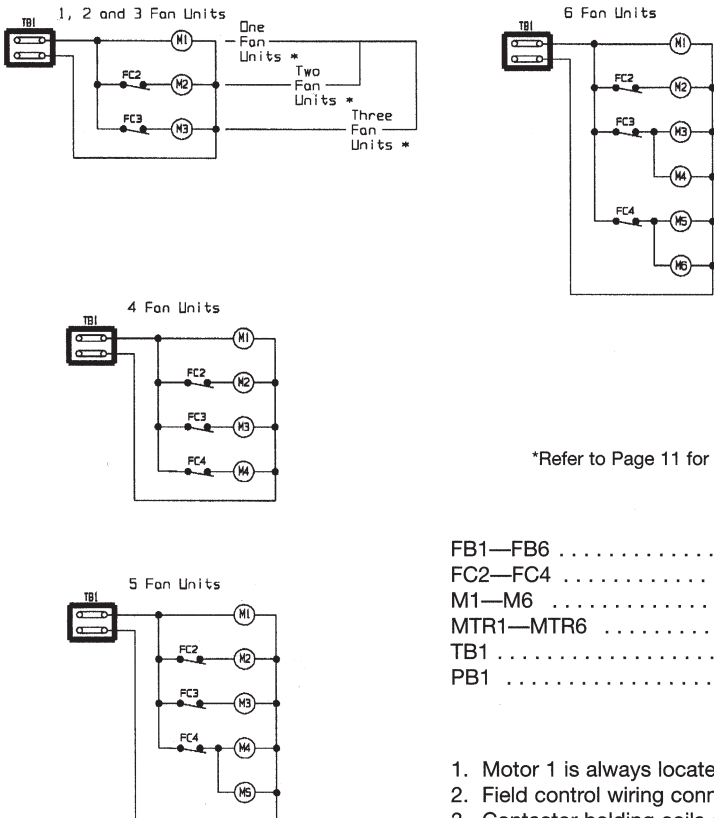 1, 2 and 3 Fan Units
TB1
M1
FC2
M2
FC3
M3
One
Fan
Units *
Two
Fan
Units *
Three
Fan
Units *
6 Fan Units
TB1
M1
FC2
M2
FC3
M3
M4
FC4
M5
M6
4 Fan Units
TB1
M1
FC2
M2
FC3
M3
FC4
M4
5 Fan Units
TB1
M1
FC2
M2
FC3
M3
FC4
M4
M5
*Refer to Page 11 for
FB1—FB6 . . . . . . . . . . . . .
FC2—FC4 . . . . . . . . . . . .
M1—M6 . . . . . . . . . . . . .
MTR1—MTR6 . . . . . . . . .
TB1 . . . . . . . . . . . . . . . . . .
PB1 . . . . . . . . . . . . . . . . .
1. Motor 1 is always locate
2. Field control wiring conn